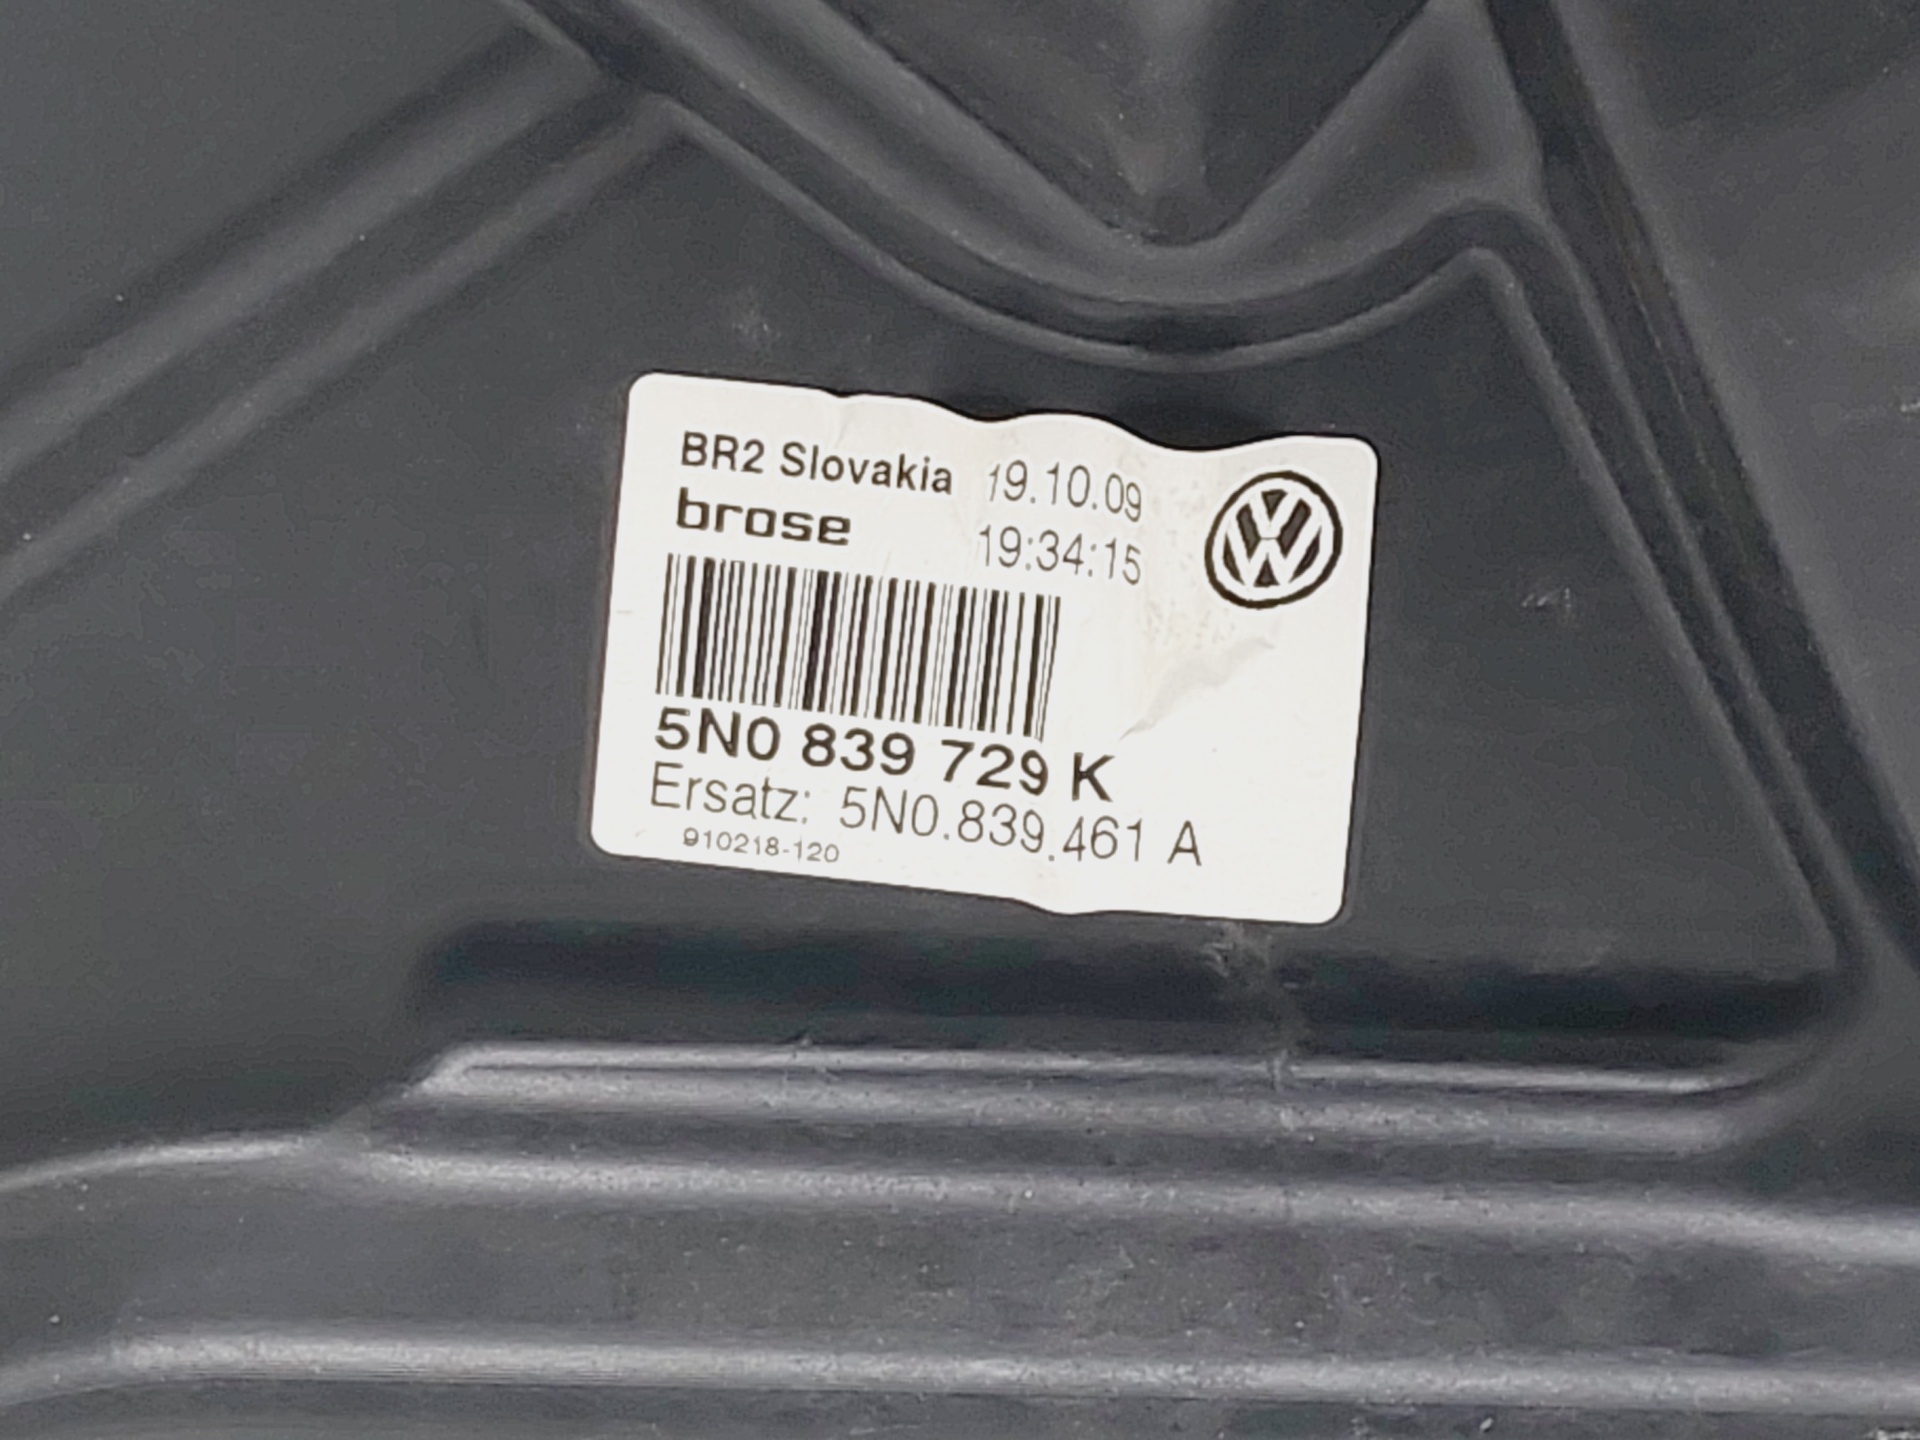 BR2 Slovakia 19.10.09
brose 19:34:15
5N0 839 729 K
Ersatz: 5N0.839.461 A
910218-120